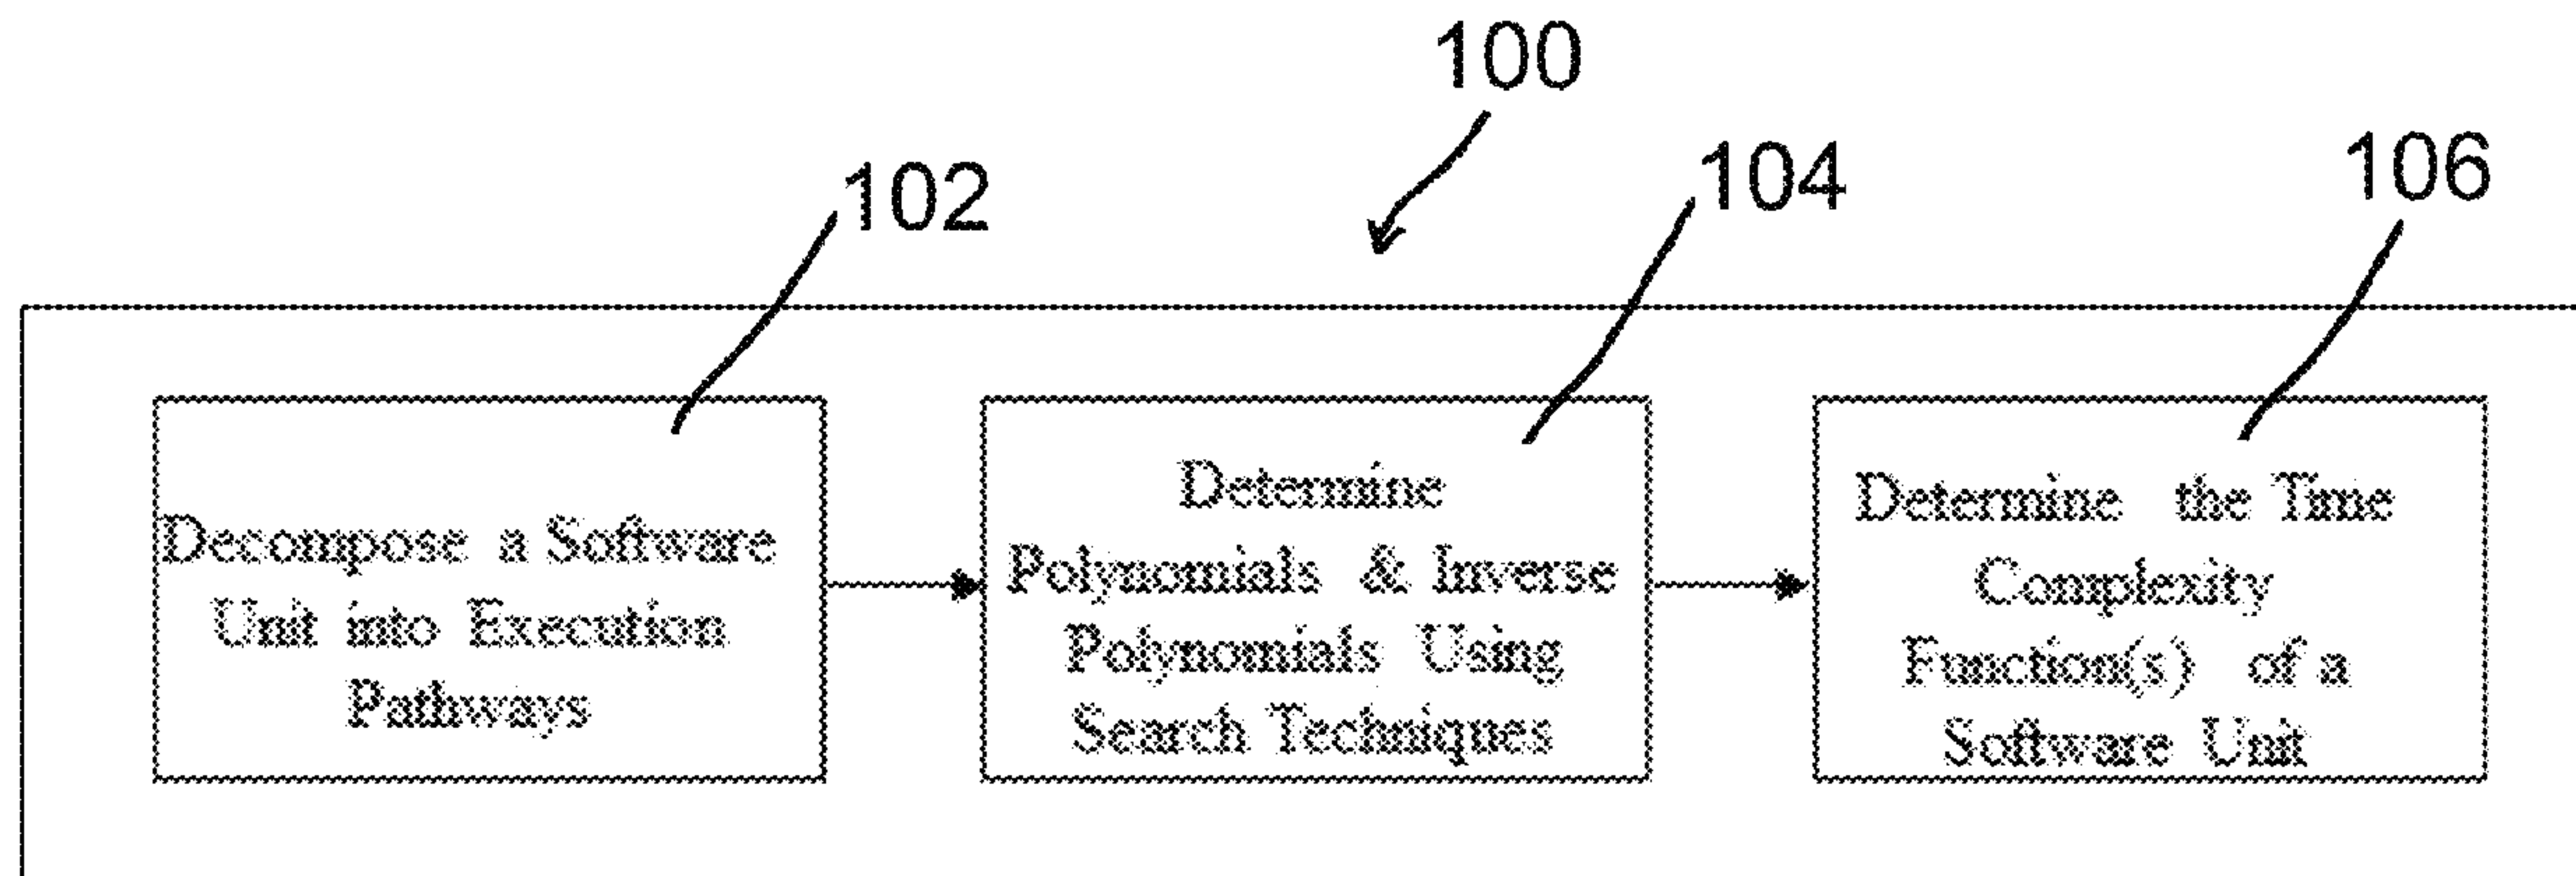 100
102
104
106
Decompose a Software
Unit into Execution
Pathways
Determine
Polynomials & Inverse
Polynomials Using
Search Techniques
Determine the Time
Complexity
Function(s) of a
Software Unit